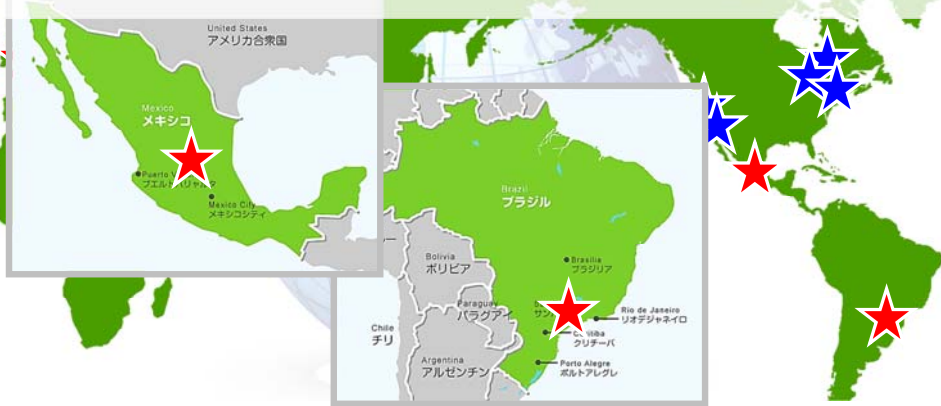 United States
アメリカ合衆国
Mexico
メキシコ
Puerto
Mexico City
メキシコシティ
Brazil
ブラジル
Brasilia
ブラジリア
Bolivia
ボリビア
Paraguay
パラグアイ
Rio de Janeiro
リオデジャネイロ
クリチーバ
Chile
チリ
Argentina
アルゼンチン
Porto Alegre
ポルトアレグレ